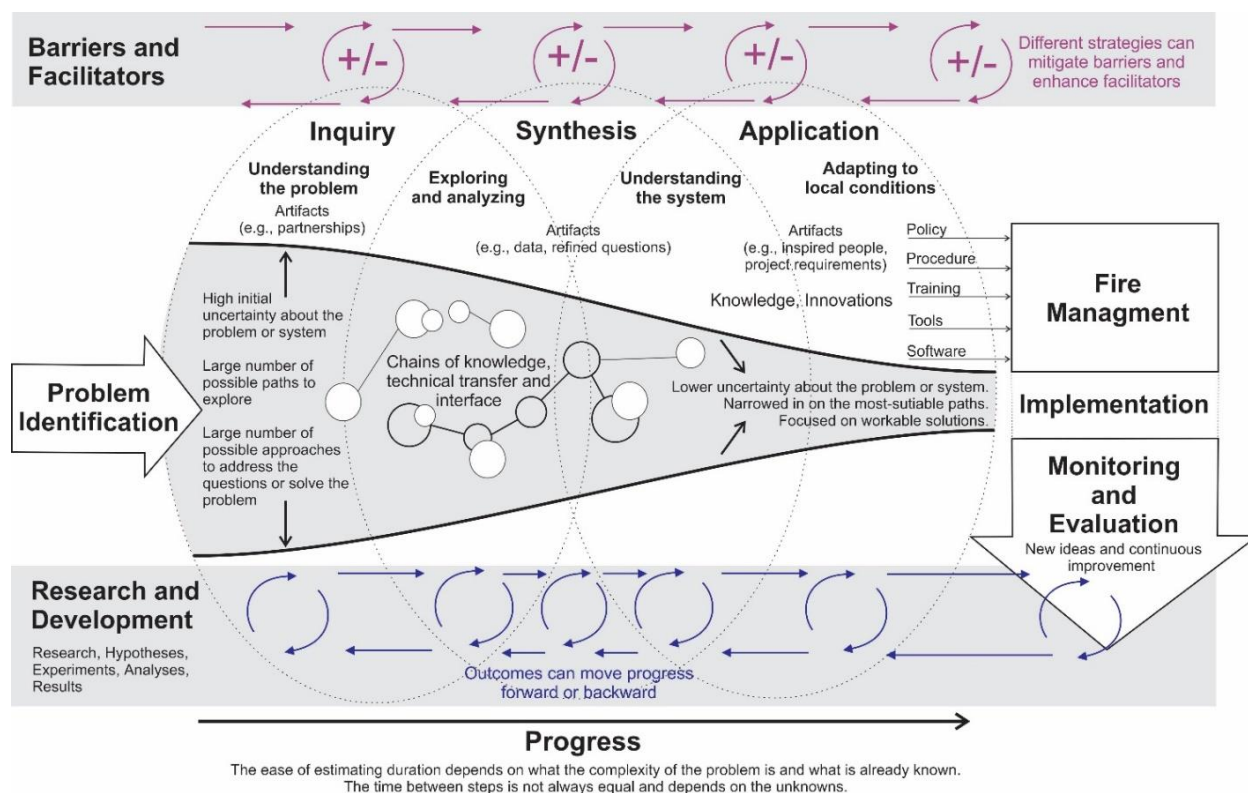 Barriers and
Facilitators
+/-
+/-
+/-
+/-
Different strategies can
mitigate barriers and
enhance facilitators
Inquiry
Synthesis
Application
Understanding
the problem
Artifacts
(e.g., partnerships)
Exploring
and analyzing
Artifacts
(e.g., data, refined questions)
Understanding
the system
Adapting to
local conditions
Artifacts
(e.g., inspired people,
project requirements)
Knowledge, Innovations
Policy
Procedure
Training
Tools
Software
Fire
Managment
Problem
Identification
High initial
uncertainty about the
problem or system
Large number of
possible paths to
explore
Large number of
possible approaches
to address the
questions or solve the
problem
Chains of knowledge,
technical transfer and
interface
Lower uncertainty about the problem or system.
Narrowed in on the most-sutiable paths.
Focused on workable solutions.
Implementation
Monitoring
and
Evaluation
New ideas and continuous
improvement
Research and
Development
Research, Hypotheses,
Experiments, Analyses,
Results
Outcomes can move progress
forward or backward
Progress
The ease of estimating duration depends on what the complexity of the problem is and what is already known.
The time between steps is not always equal and depends on the unknowns.